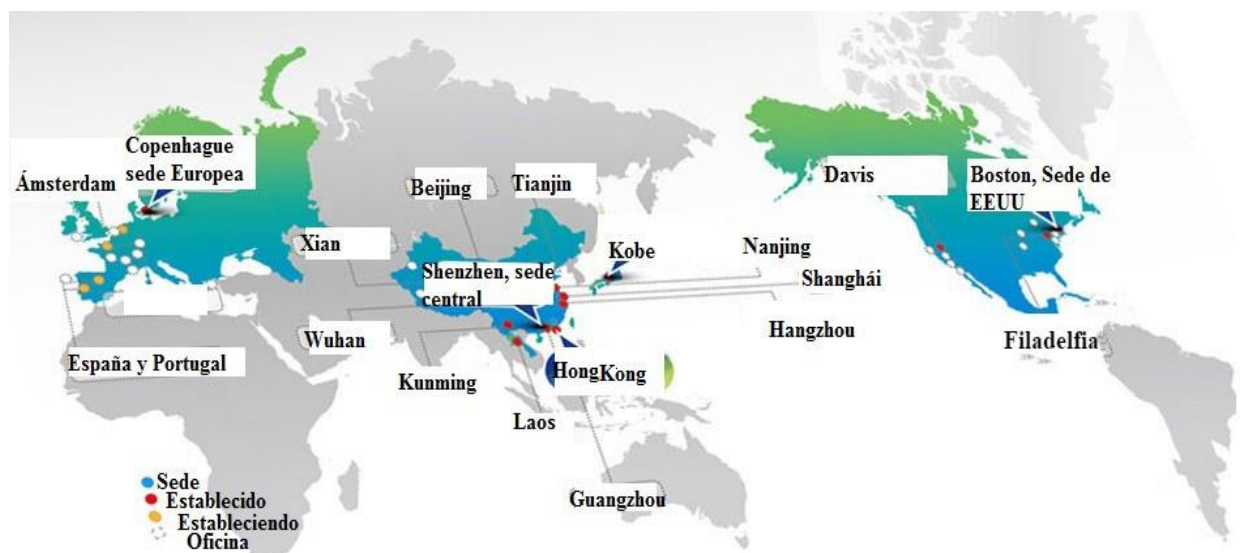 Copenhague
sede Europea
Ámsterdam
Beijing
Tianjin
Davis
Boston, Sede de
EEUU
Xian
Kobe
Nanjing
Shenzhen, sede
central
Shanghái
Wuhan
Hangzhou
Filadelfia
España y Portugal
Kunming
HongKong
Laos
Guangzhou
Sede
Establecido
Estableciendo
Oficina